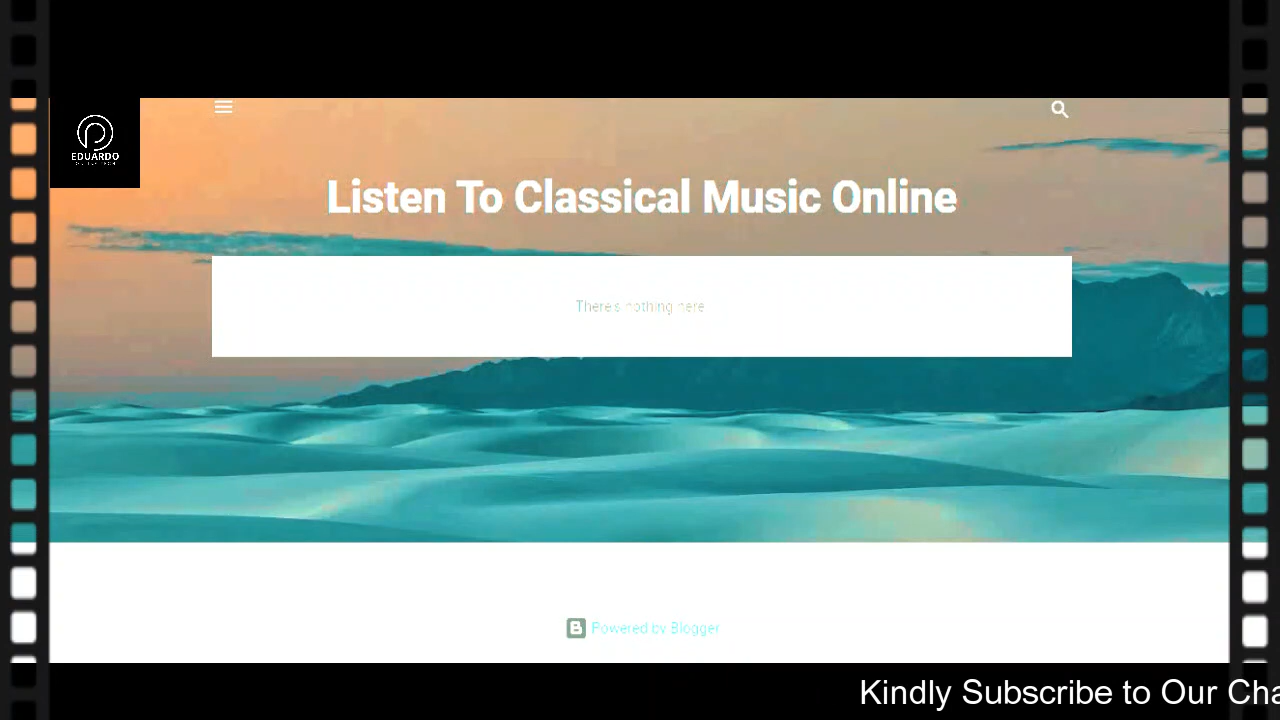 EDUARDO
Listen To Classical Music Online
There's nothing here
Powered by Blogger
Kindly Subscribe to Our Cha